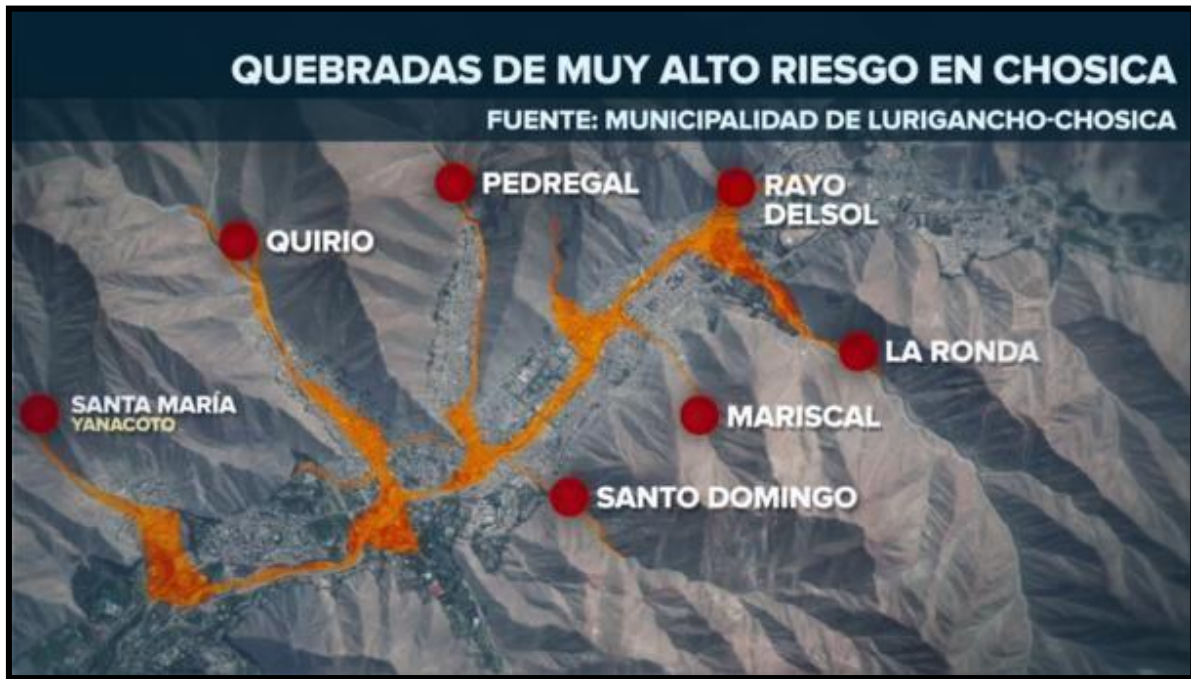 QUEBRADAS DE MUY ALTO RIESGO EN CHOSICA
FUENTE: MUNICIPALIDAD DE LURIGANCHO-CHOSICA
PEDREGAL
RAYO
DELSOL
QUIRIO
LA RONDA
SANTA MARÍA
YANACOTO
MARISCAL
SANTO DOMINGO